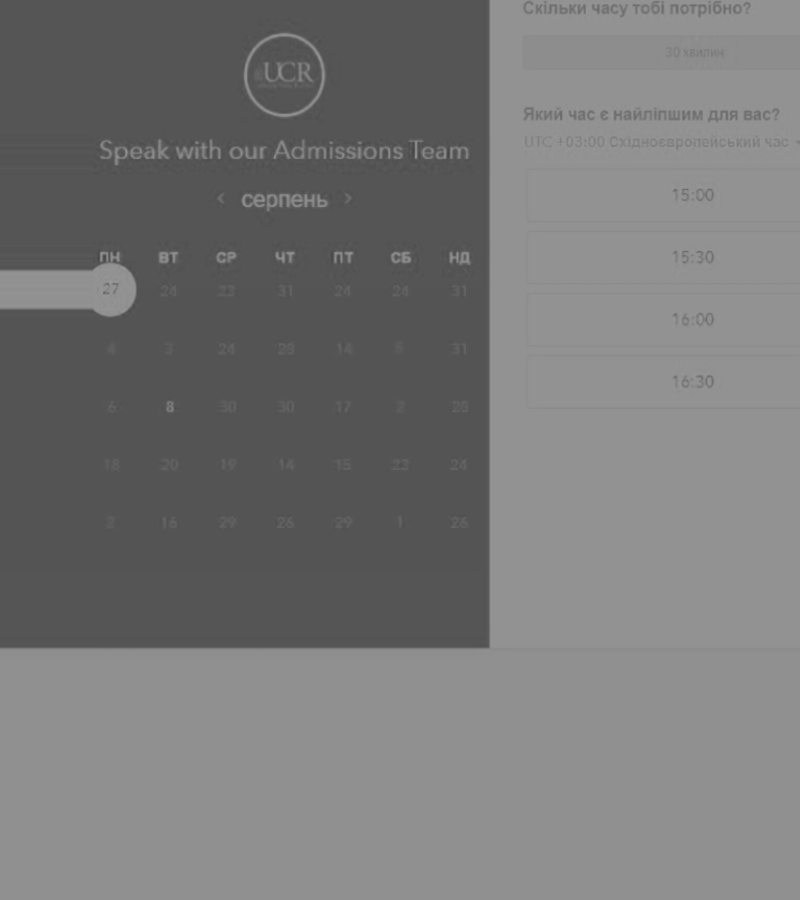 UCR
Speak with our Admissions Team
< серпень >
ПН ВТ СР ЧТ ПТ СБ НД
27 24 23 31 24 24 31
4 3 24 25 14 5 31
6 8 30 30 17 2 28
18 20 19 14 15 23 24
2 16 29 26 29 1 26
Скільки часу тобі потрібно?
30 хвилин
Який час є найліпшим для вас?
UTC +03:00 Східноєвропейський час
15:00
15:30
16:00
16:30